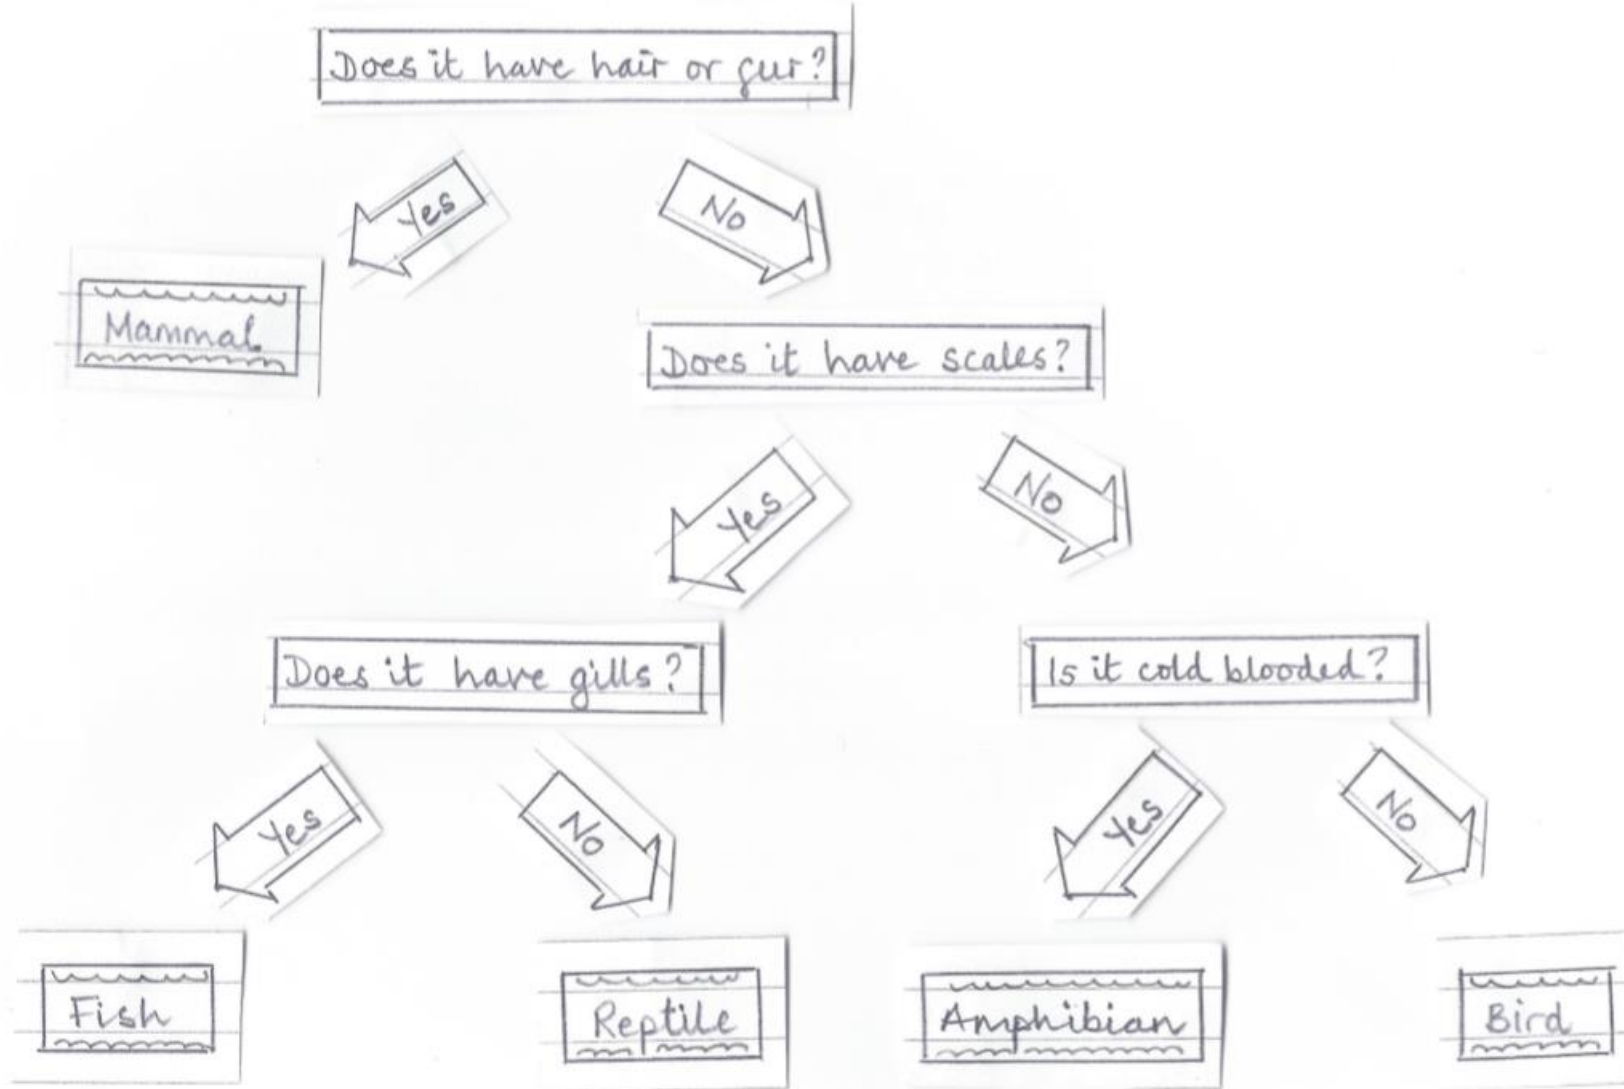 Does it have hair or fur?
Yes
No
Mammal
Does it have scales?
Yes
No
Does it have gills?
Is it cold blooded?
Yes
No
Yes
No
Fish
Reptile
Amphibian
Bird